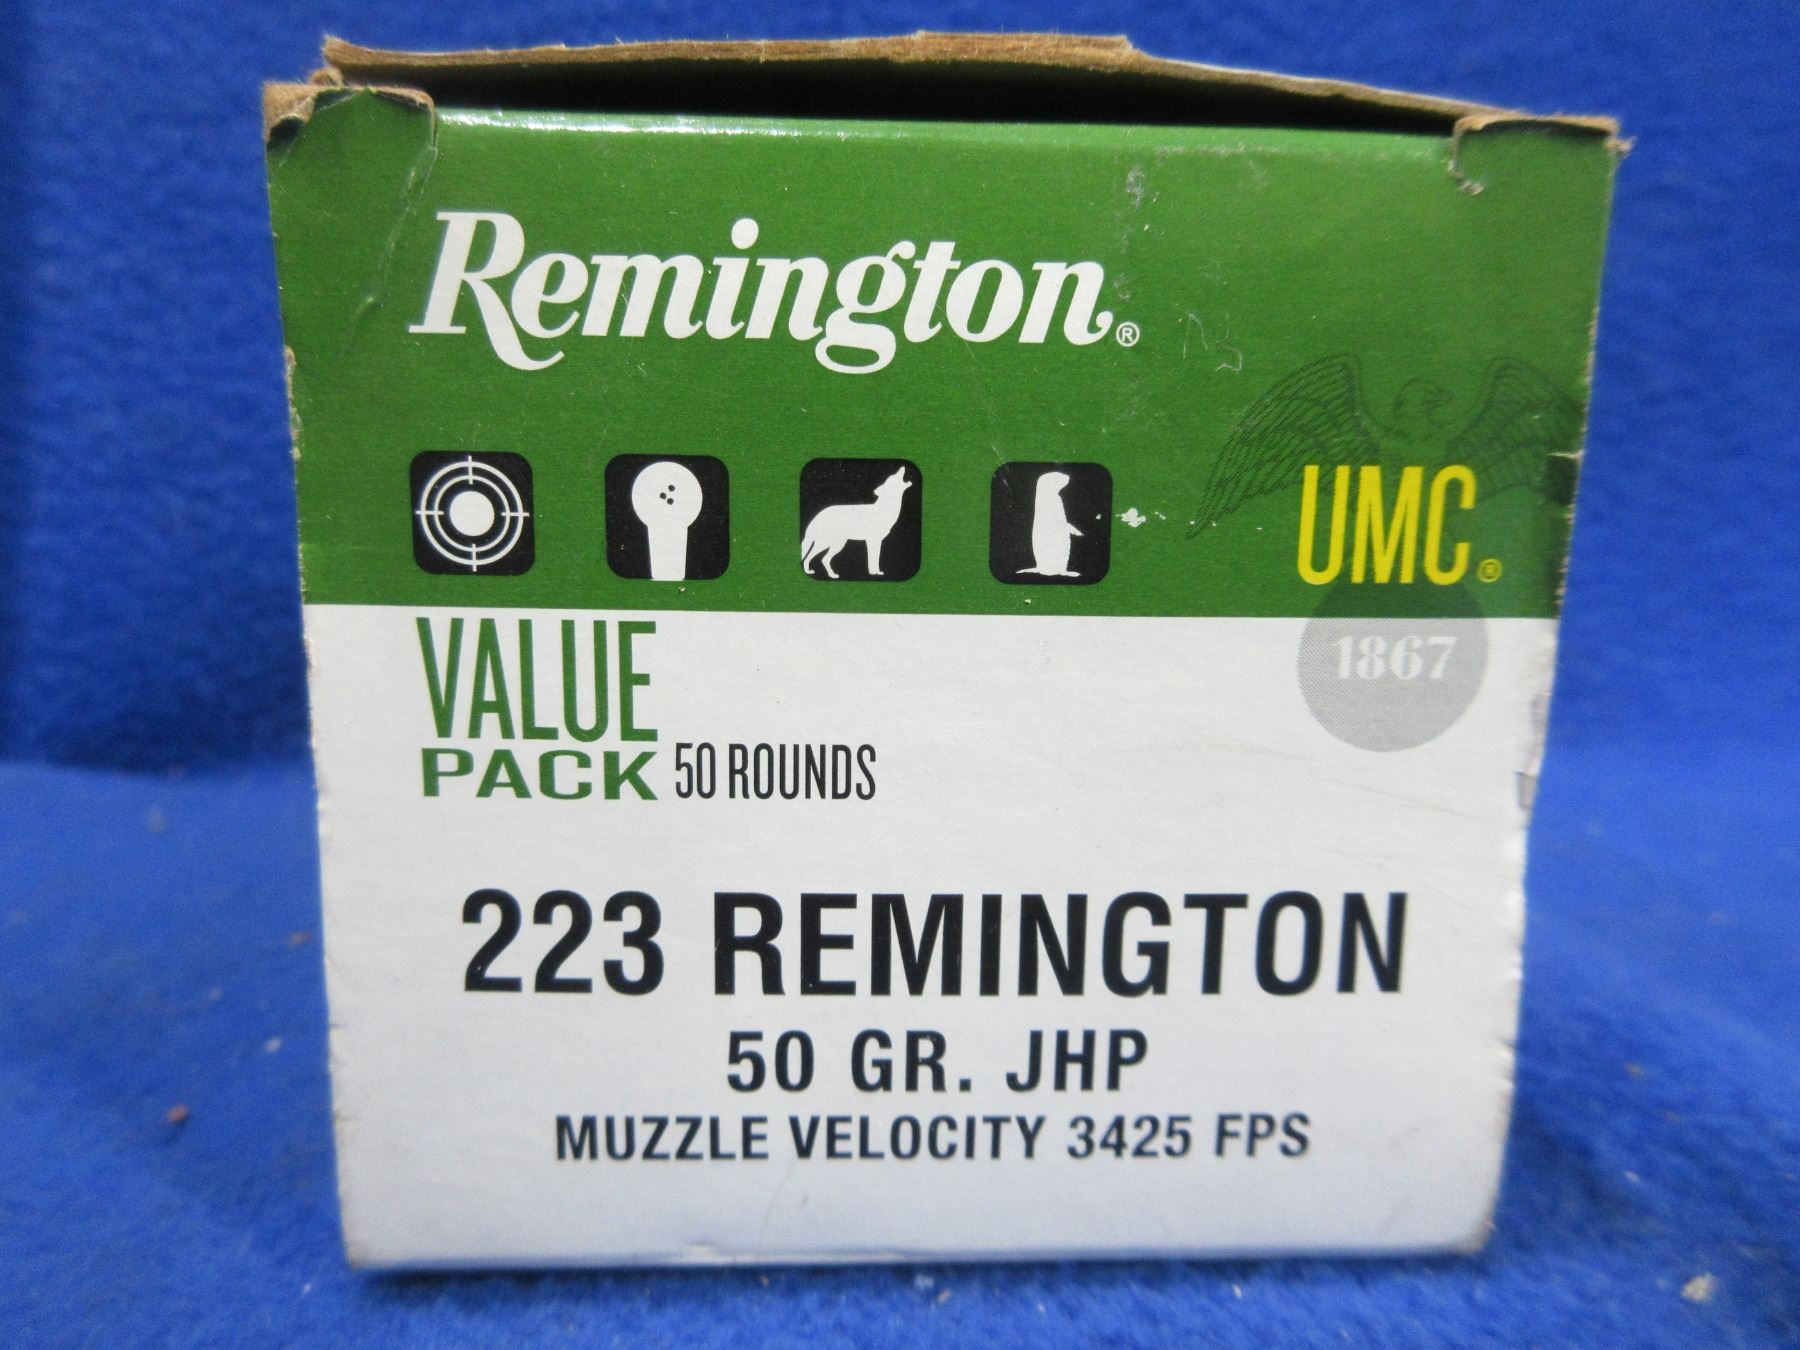 Remington®
UMC®
1867
VALUE
PACK 50 ROUNDS
223 REMINGTON
50 GR. JHP
MUZZLE VELOCITY 3425 FPS